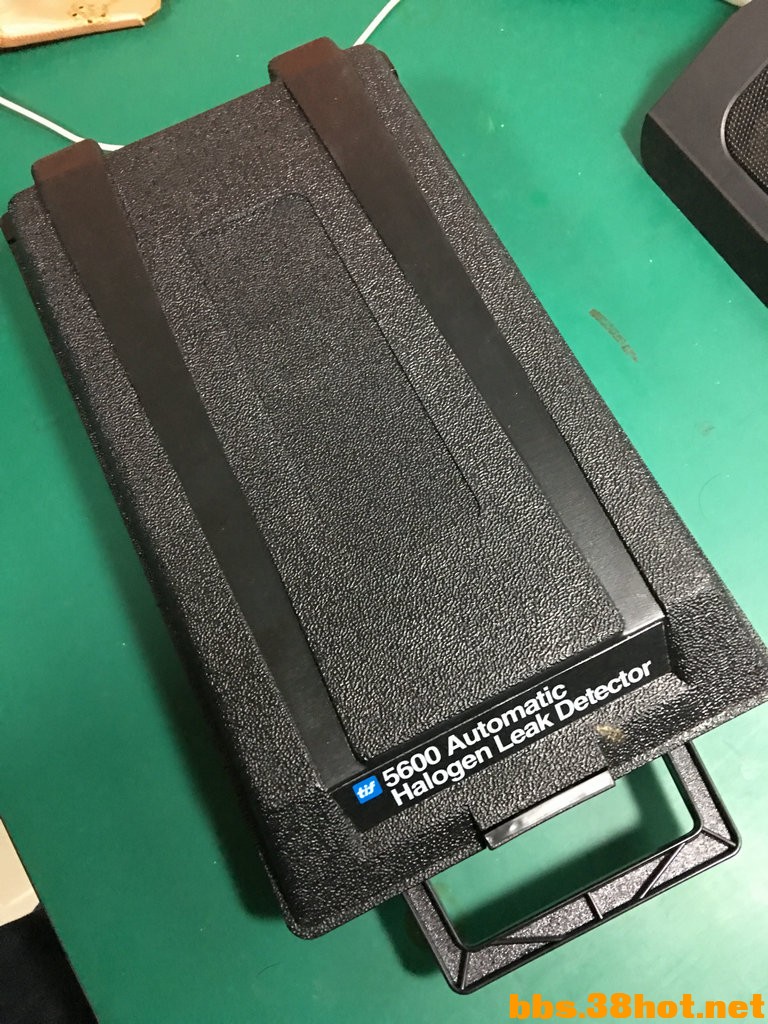 tif 5600 Automatic
Halogen Leak Detector
bbs.38hot.net